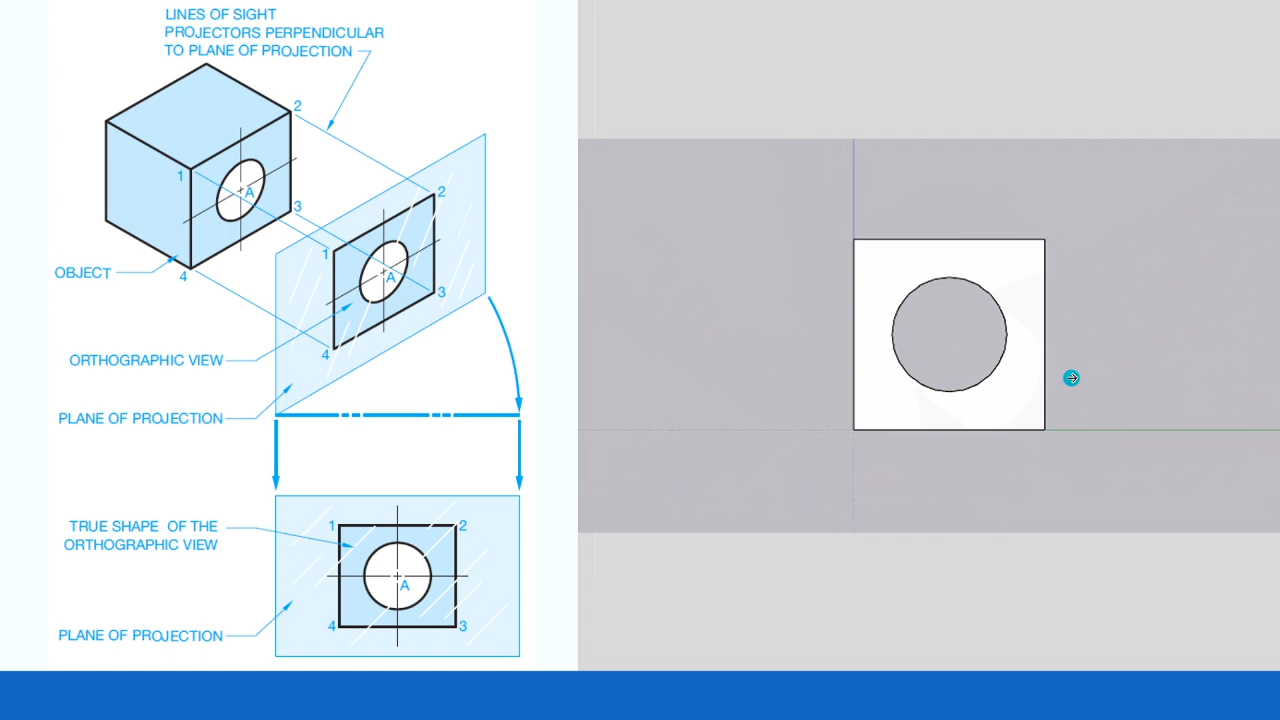 LINES OF SIGHT
PROJECTORS PERPENDICULAR
TO PLANE OF PROJECTION
2
1
A
3
4
OBJECT
2
1
A
3
4
ORTHOGRAPHIC VIEW
PLANE OF PROJECTION
TRUE SHAPE OF THE
ORTHOGRAPHIC VIEW
1
2
A
4
3
PLANE OF PROJECTION